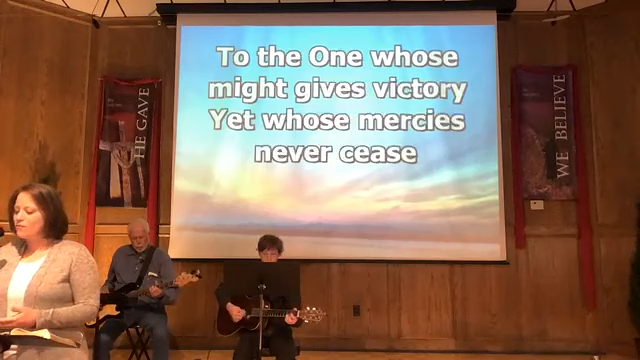 To the One whose
might gives victory
Yet whose mercies
never cease
HE GAVE
WE BELIEVE